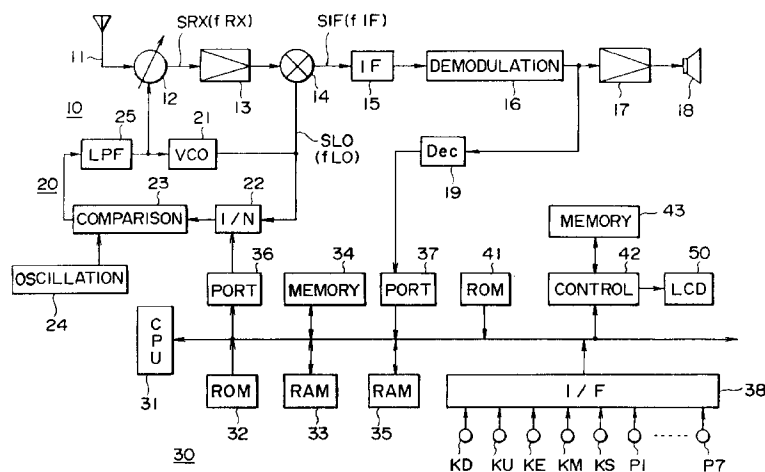 SRX(f RX)
SIF(f IF)
11
12
13
14
IF
15
DEMODULATION
16
17
18
10
25
LPF
21
VCO
SLO
(f LO)
Dec
19
20
23
COMPARISON
22
I/N
OSCILLATION
24
36
PORT
34
MEMORY
37
PORT
41
ROM
MEMORY
43
42
CONTROL
50
LCD
CPU
31
ROM
32
RAM
33
RAM
35
I/F
38
30
KD KU KE KM KS P1 P7